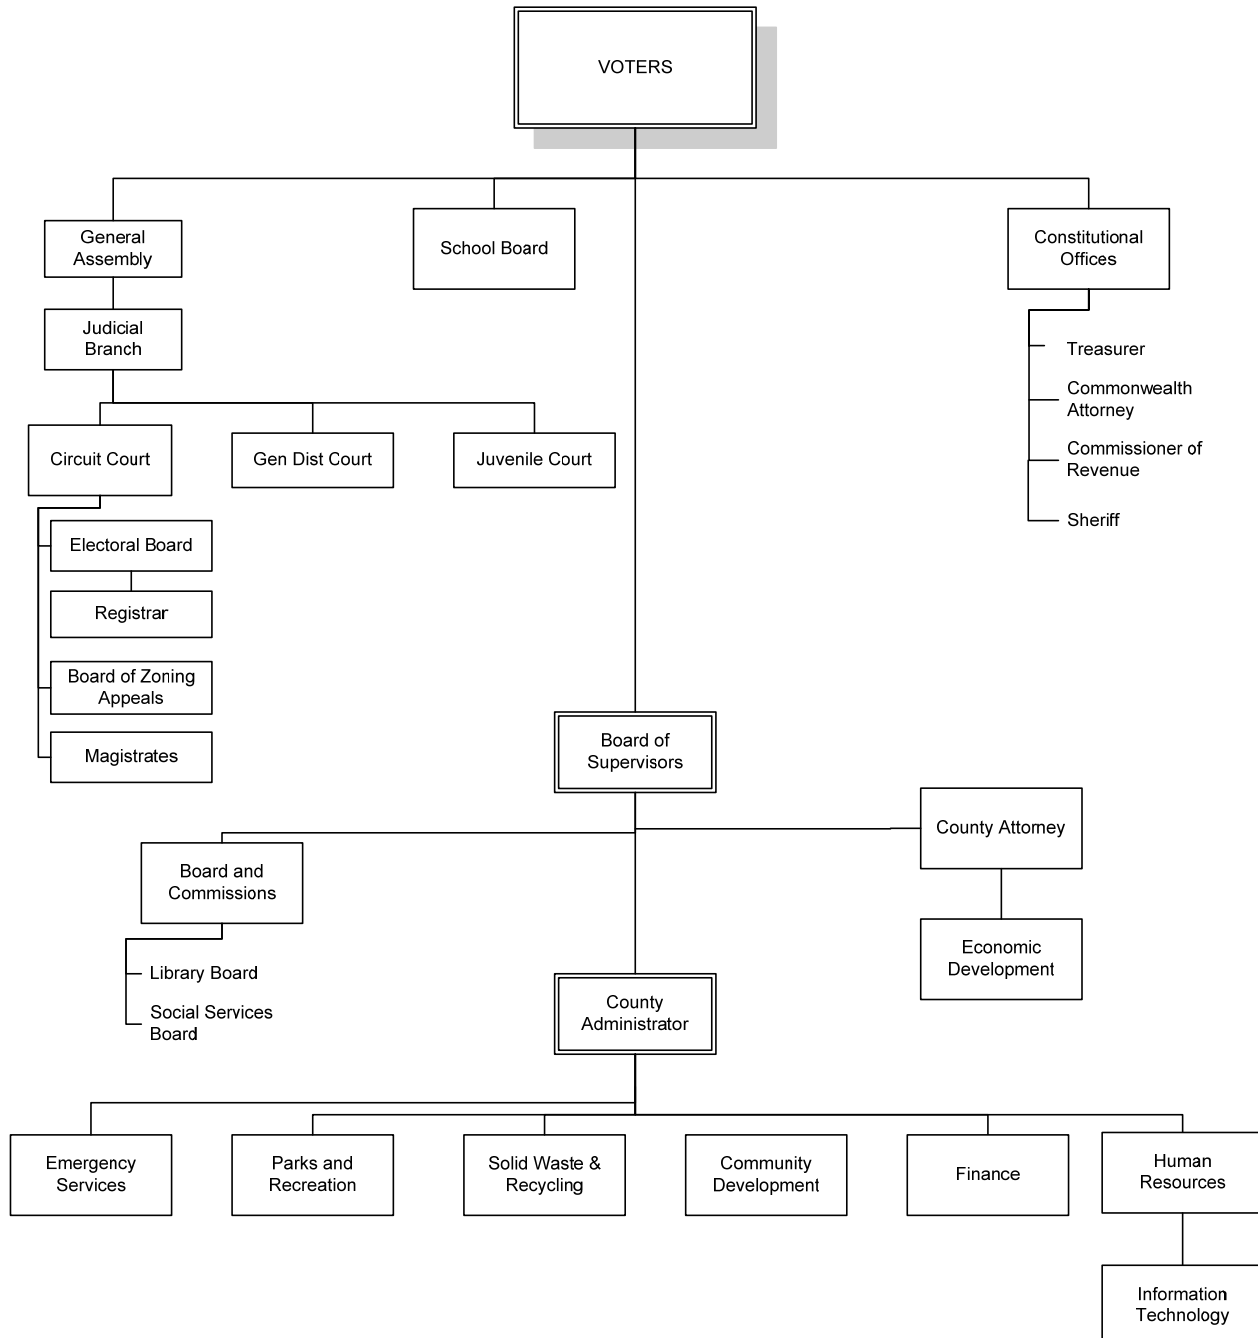 VOTERS
General
Assembly
School Board
Constitutional
Offices
Judicial
Branch
Treasurer
Commonwealth
Attorney
Commissioner of
Revenue
Sheriff
Circuit Court
Gen Dist Court
Juvenile Court
Electoral Board
Registrar
Board of Zoning
Appeals
Magistrates
Board of
Supervisors
County Attorney
Board and
Commissions
Economic
Development
Library Board
Social Services
Board
County
Administrator
Emergency
Services
Parks and
Recreation
Solid Waste &
Recycling
Community
Development
Finance
Human
Resources
Information
Technology